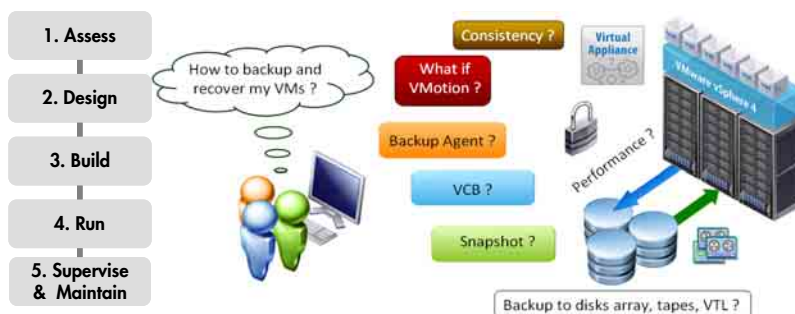 1. Assess
2. Design
3. Build
4. Run
5. Supervise
& Maintain
How to backup and
recover my VMs ?
Consistency ?
What if
VMotion ?
Backup Agent ?
VCB ?
Snapshot ?
Virtual
Appliance
VMware vSphere 4
Performance ?
Backup to disks array, tapes, VTL ?